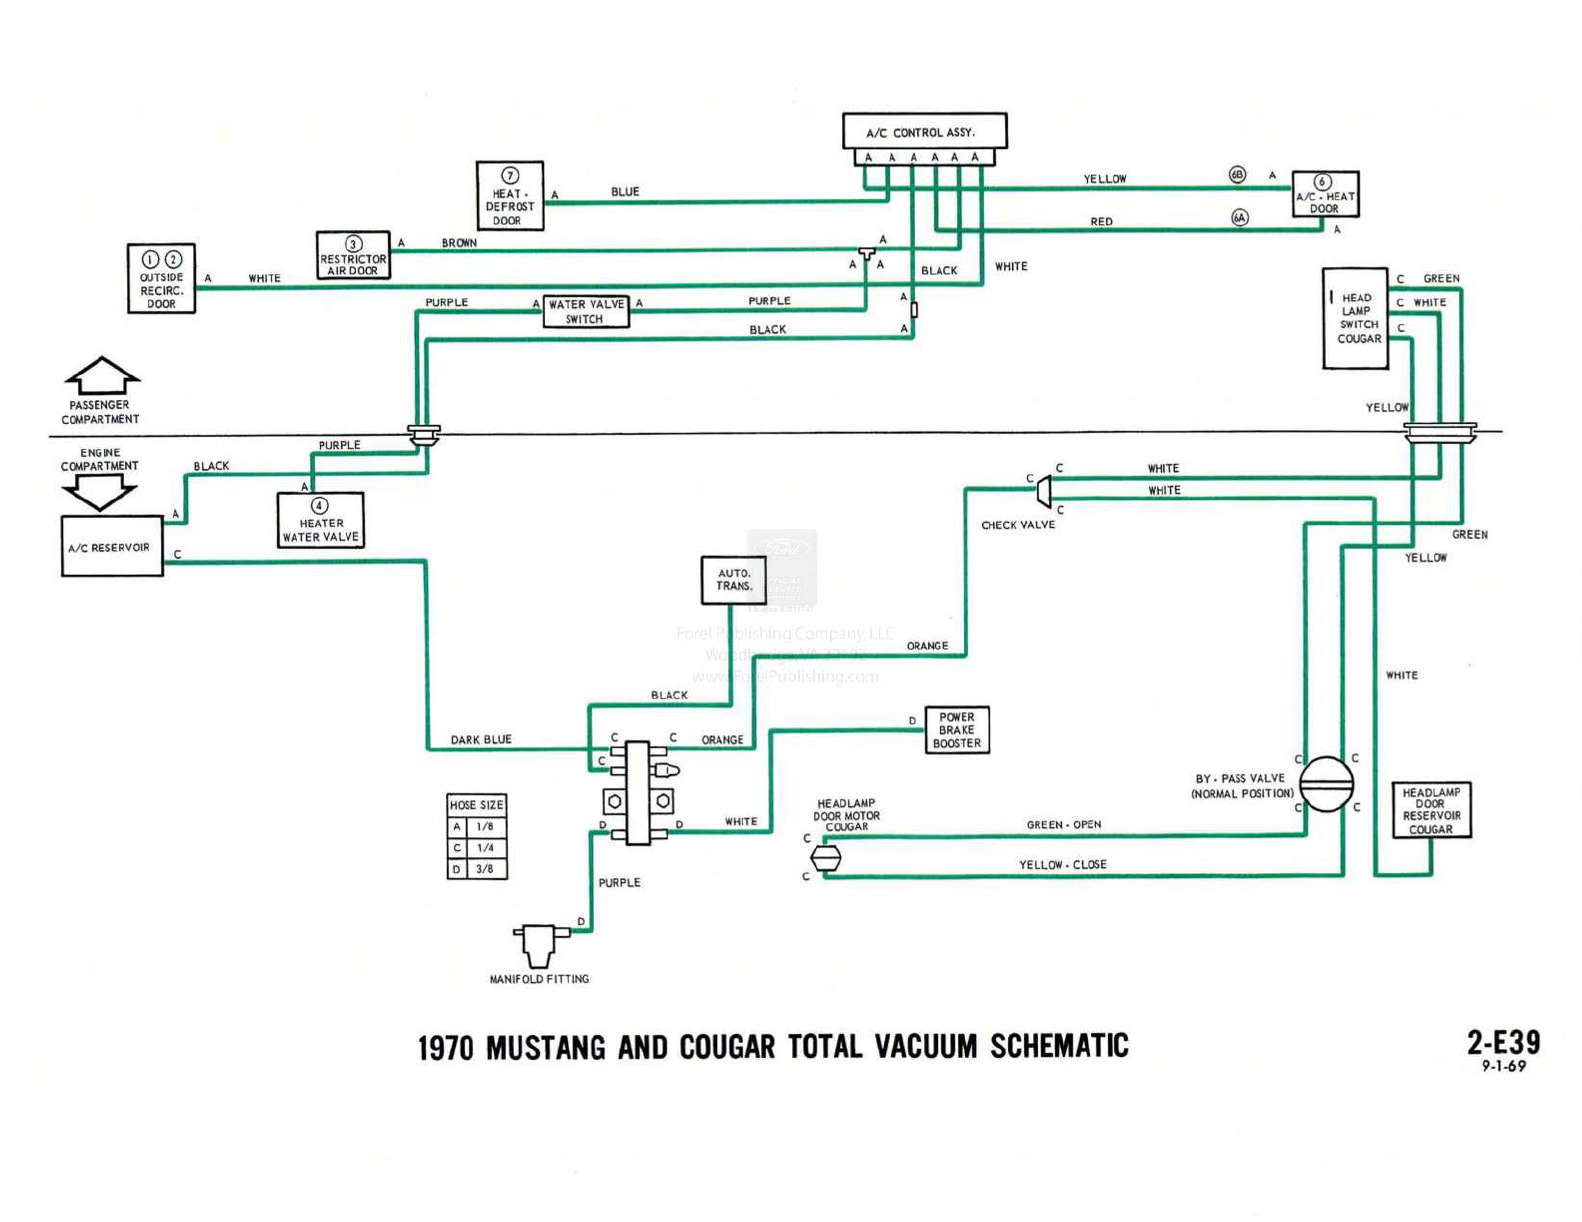 A/C CONTROL ASSY.
A A A A A A
7
HEAT -
DEFROST
DOOR
A
BLUE
YELLOW
6B
A
6
A/C - HEAT
DOOR
RED
6A
A
3
RESTRICTOR
AIR DOOR
A
BROWN
A
A A
BLACK
WHITE
1 2
OUTSIDE
RECIRC.
DOOR
A
WHITE
PURPLE
A
WATER VALVE
SWITCH
A
PURPLE
A
BLACK
A
HEAD
LAMP
SWITCH
COUGAR
C GREEN
C WHITE
C
YELLOW
PASSENGER
COMPARTMENT
ENGINE
COMPARTMENT
PURPLE
BLACK
A
A
4
HEATER
WATER VALVE
A/C RESERVOIR
C
C
C
C
CHECK VALVE
WHITE
WHITE
GREEN
YELLOW
AUTO.
TRANS.
Ford
Forel Publishing Company, LLC
Woodbridge, VA 22192
www.ForelPublishing.com
ORANGE
BLACK
WHITE
DARK BLUE
C
C
C
ORANGE
D
POWER
BRAKE
BOOSTER
D
D
WHITE
HOSE SIZE
A 1/8
C 1/4
D 3/8
PURPLE
D
MANIFOLD FITTING
HEADLAMP
DOOR MOTOR
COUGAR
C
C
GREEN - OPEN
YELLOW - CLOSE
BY - PASS VALVE
(NORMAL POSITION)
C
C
C
C
HEADLAMP
DOOR
RESERVOIR
COUGAR
1970 MUSTANG AND COUGAR TOTAL VACUUM SCHEMATIC
2-E39
9-1-69